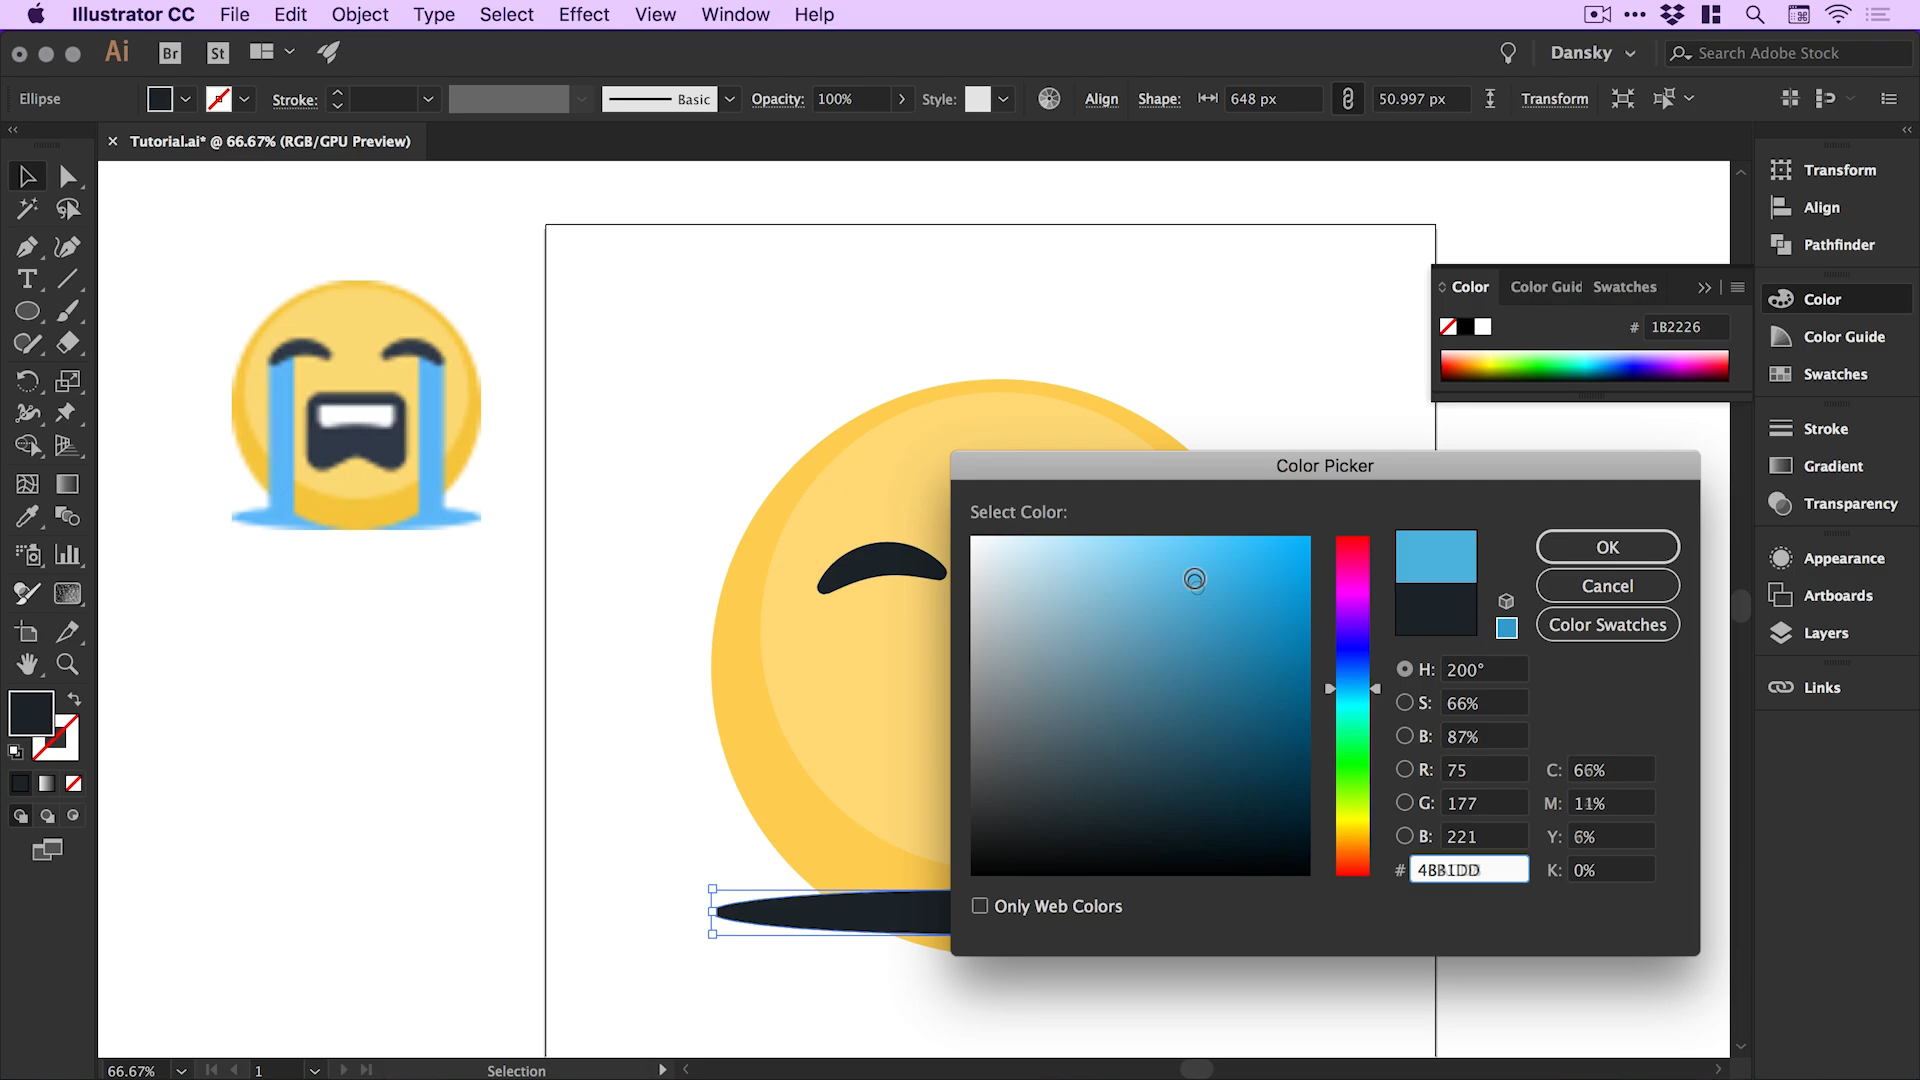 Illustrator CC File Edit Object Type Select Effect View Window Help
Ai Br St Dansky Search Adobe Stock
Ellipse Stroke: Basic Opacity: 100% Style: Align Shape: 648 px 50.997 px Transform
× Tutorial.ai* @ 66.67% (RGB/GPU Preview)
Transform
Align
Pathfinder
Color Color Guid Swatches
# 1B2226
Color
Color Guide
Swatches
Stroke
Gradient
Transparency
Appearance
Artboards
Layers
Links
Color Picker
Select Color:
OK
Cancel
Color Swatches
H: 200°
S: 66%
B: 87%
R: 75 C: 66%
G: 177 M: 11%
B: 221 Y: 6%
# 4BB1DD K: 0%
Only Web Colors
66.67% 1 Selection